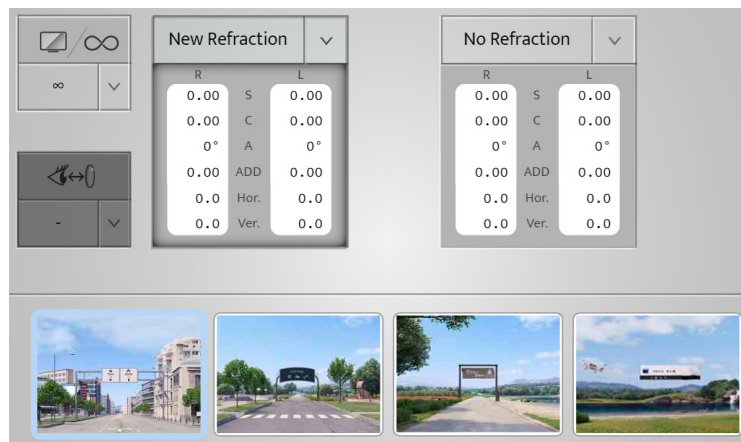 ∞
New Refraction
No Refraction
∞
R L
0.00 S 0.00
0.00 C 0.00
0° A 0°
0.00 ADD 0.00
0.0 Hor. 0.0
0.0 Ver. 0.0
R L
0.00 S 0.00
0.00 C 0.00
0° A 0°
0.00 ADD 0.00
0.0 Hor. 0.0
0.0 Ver. 0.0
-